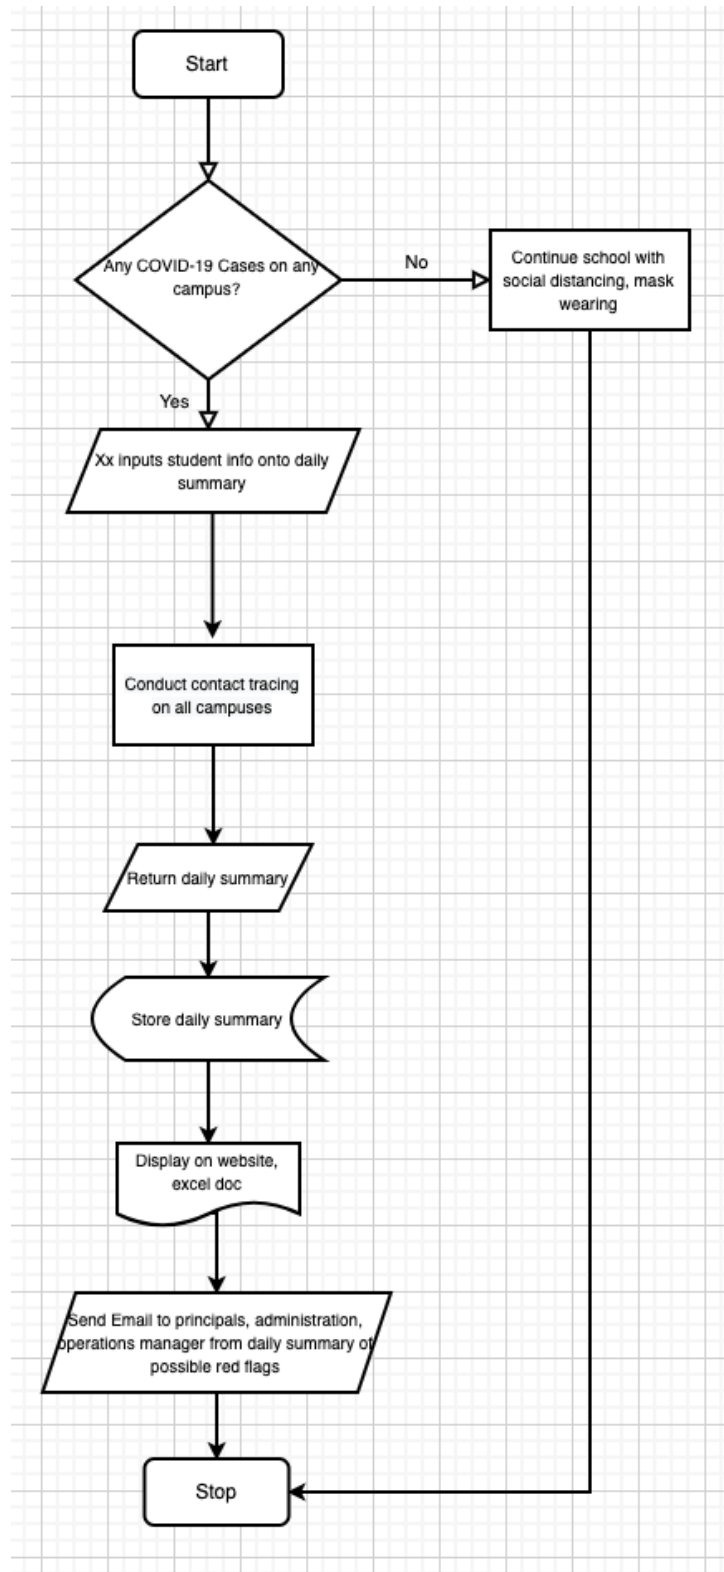 Start
Any COVID-19 Cases on any
campus?
No
Continue school with
social distancing, mask
wearing
Yes
Xx inputs student info onto daily
summary
Conduct contact tracing
on all campuses
Return daily summary
Store daily summary
Display on website,
excel doc
Send Email to principals, administration,
operations manager from daily summary of
possible red flags
Stop